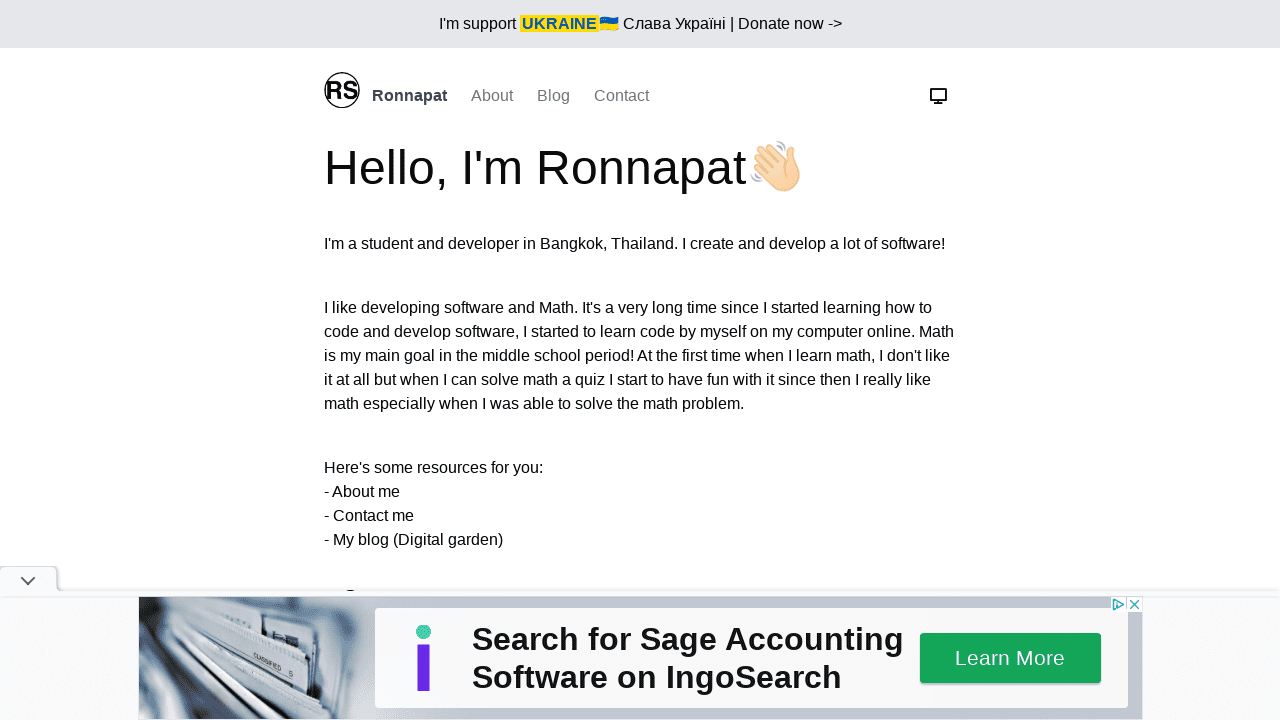 I'm support UKRAINE🇺🇦 Слава Україні | Donate now ->
RS Ronnapat About Blog Contact
Hello, I'm Ronnapat👋🏻
I'm a student and developer in Bangkok, Thailand. I create and develop a lot of software!
I like developing software and Math. It's a very long time since I started learning how to
code and develop software, I started to learn code by myself on my computer online. Math
is my main goal in the middle school period! At the first time when I learn math, I don't like
it at all but when I can solve math a quiz I start to have fun with it since then I really like
math especially when I was able to solve the math problem.
Here's some resources for you:
- About me
- Contact me
- My blog (Digital garden)
CLASSIFIED
Search for Sage Accounting
Software on IngoSearch
Learn More